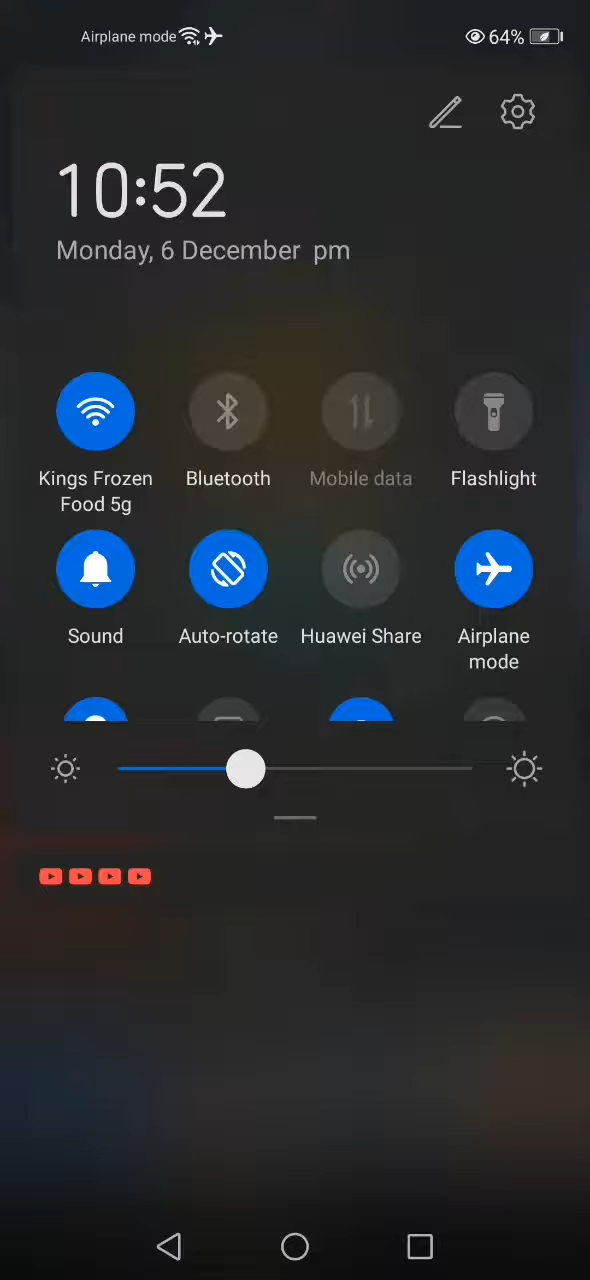 Airplane mode 64%
10:52
Monday, 6 December pm
Kings Frozen Food 5g
Bluetooth
Mobile data
Flashlight
Sound
Auto-rotate
Huawei Share
Airplane mode